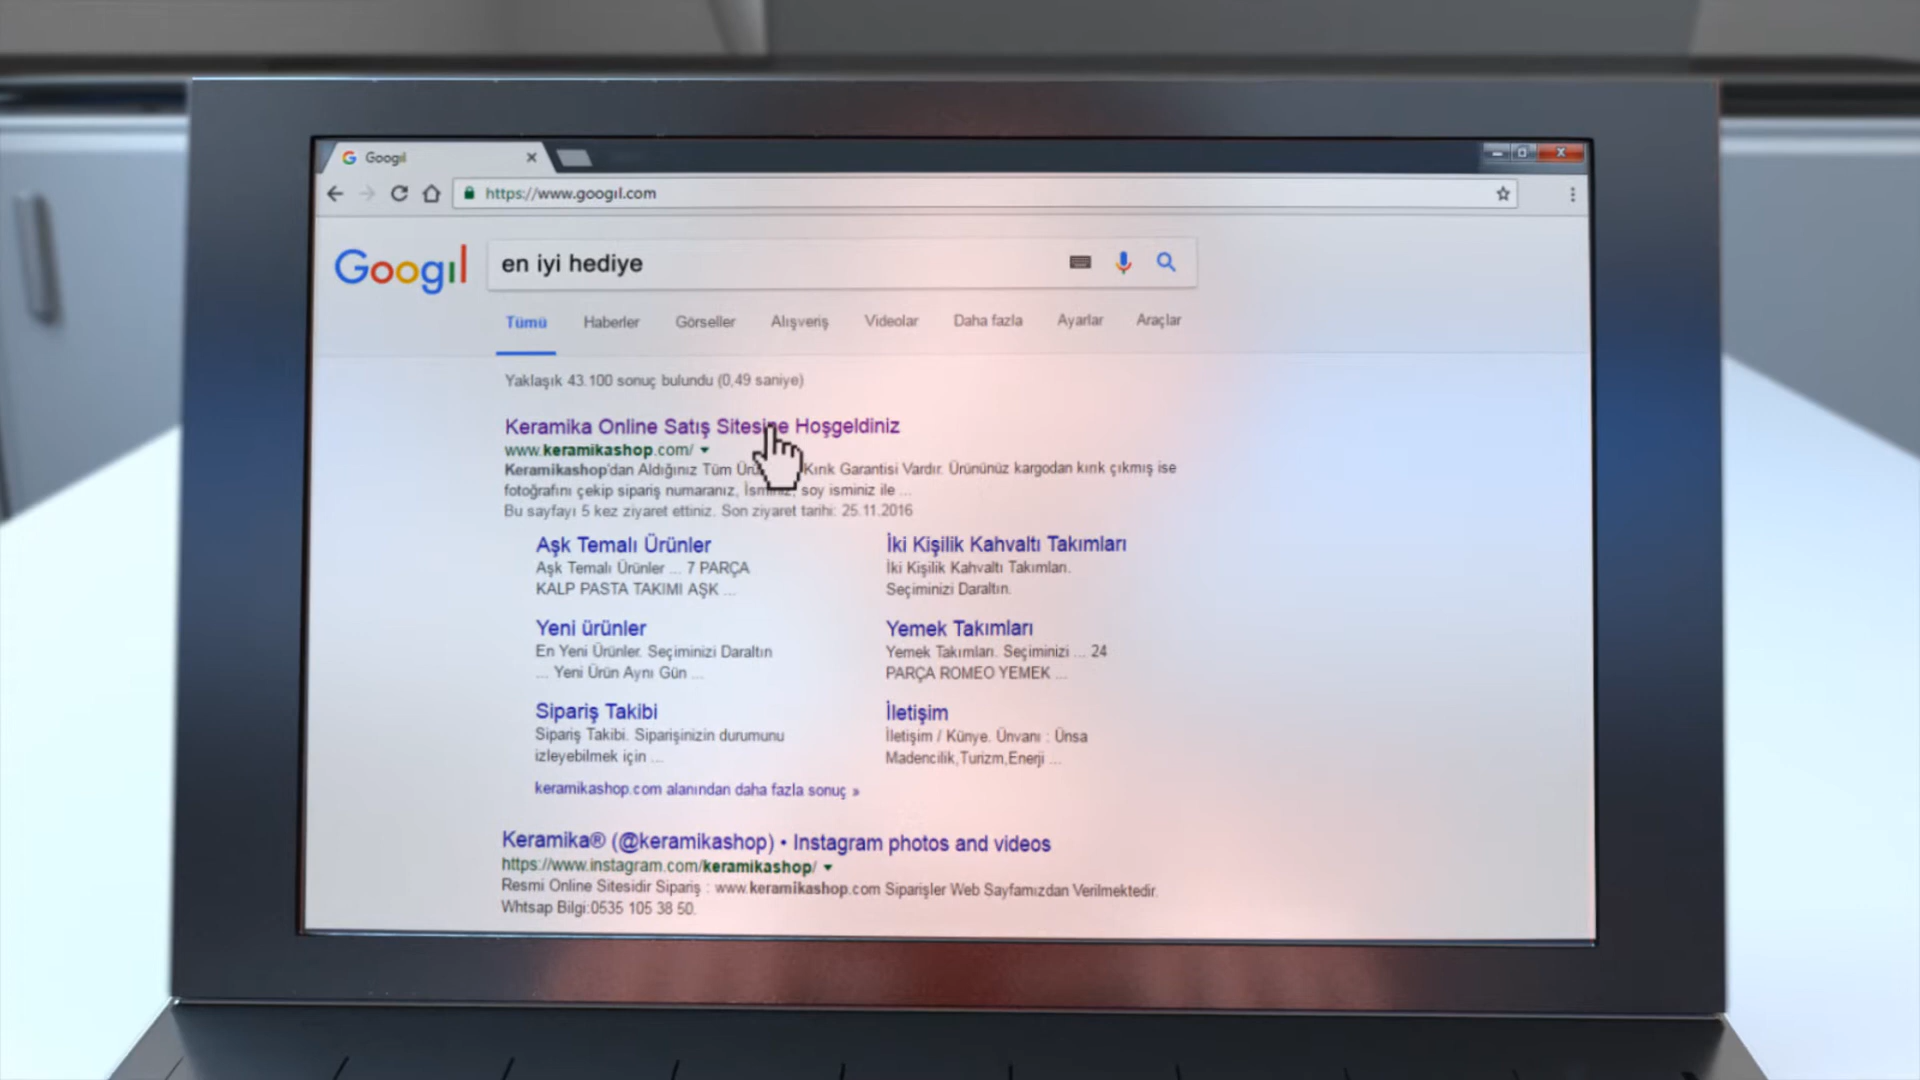 Googıl
https://www.googıl.com
Googıl
en iyi hediye
Tümü Haberler Görseller Alışveriş Videolar Daha fazla Ayarlar Araçlar
Yaklaşık 43.100 sonuç bulundu (0,49 saniye)
Keramika Online Satış Sitesine Hoşgeldiniz
www.keramikashop.com/
Keramikashop'dan Aldığınız Tüm Kırık Garantisi Vardır. Ürününüz kargodan kırık çıkmış ise
fotoğrafını çekip sipariş numaranız, İsminiz, soy isminiz ile ...
Bu sayfayı 5 kez ziyaret ettiniz. Son ziyaret tarihi: 25.11.2016
Aşk Temalı Ürünler
Aşk Temalı Ürünler ... 7 PARÇA
KALP PASTA TAKIMI AŞK ...
İki Kişilik Kahvaltı Takımları
İki Kişilik Kahvaltı Takımları.
Seçiminizi Daraltın.
Yeni ürünler
En Yeni Ürünler. Seçiminizi Daraltın
... Yeni Ürün Aynı Gün ...
Yemek Takımları
Yemek Takımları. Seçiminizi ... 24
PARÇA ROMEO YEMEK ...
Sipariş Takibi
Sipariş Takibi. Siparişinizin durumunu
izleyebilmek için ...
İletişim
İletişim / Künye. Ünvanı : Ünsa
Madencilik,Turizm,Enerji ...
keramikashop.com alanından daha fazla sonuç »
Keramika® (@keramikashop) • Instagram photos and videos
https://www.instagram.com/keramikashop/
Resmi Online Sitesidir Sipariş : www.keramikashop.com Siparişler Web Sayfamızdan Verilmektedir.
Whtsap Bilgi:0535 105 38 50.